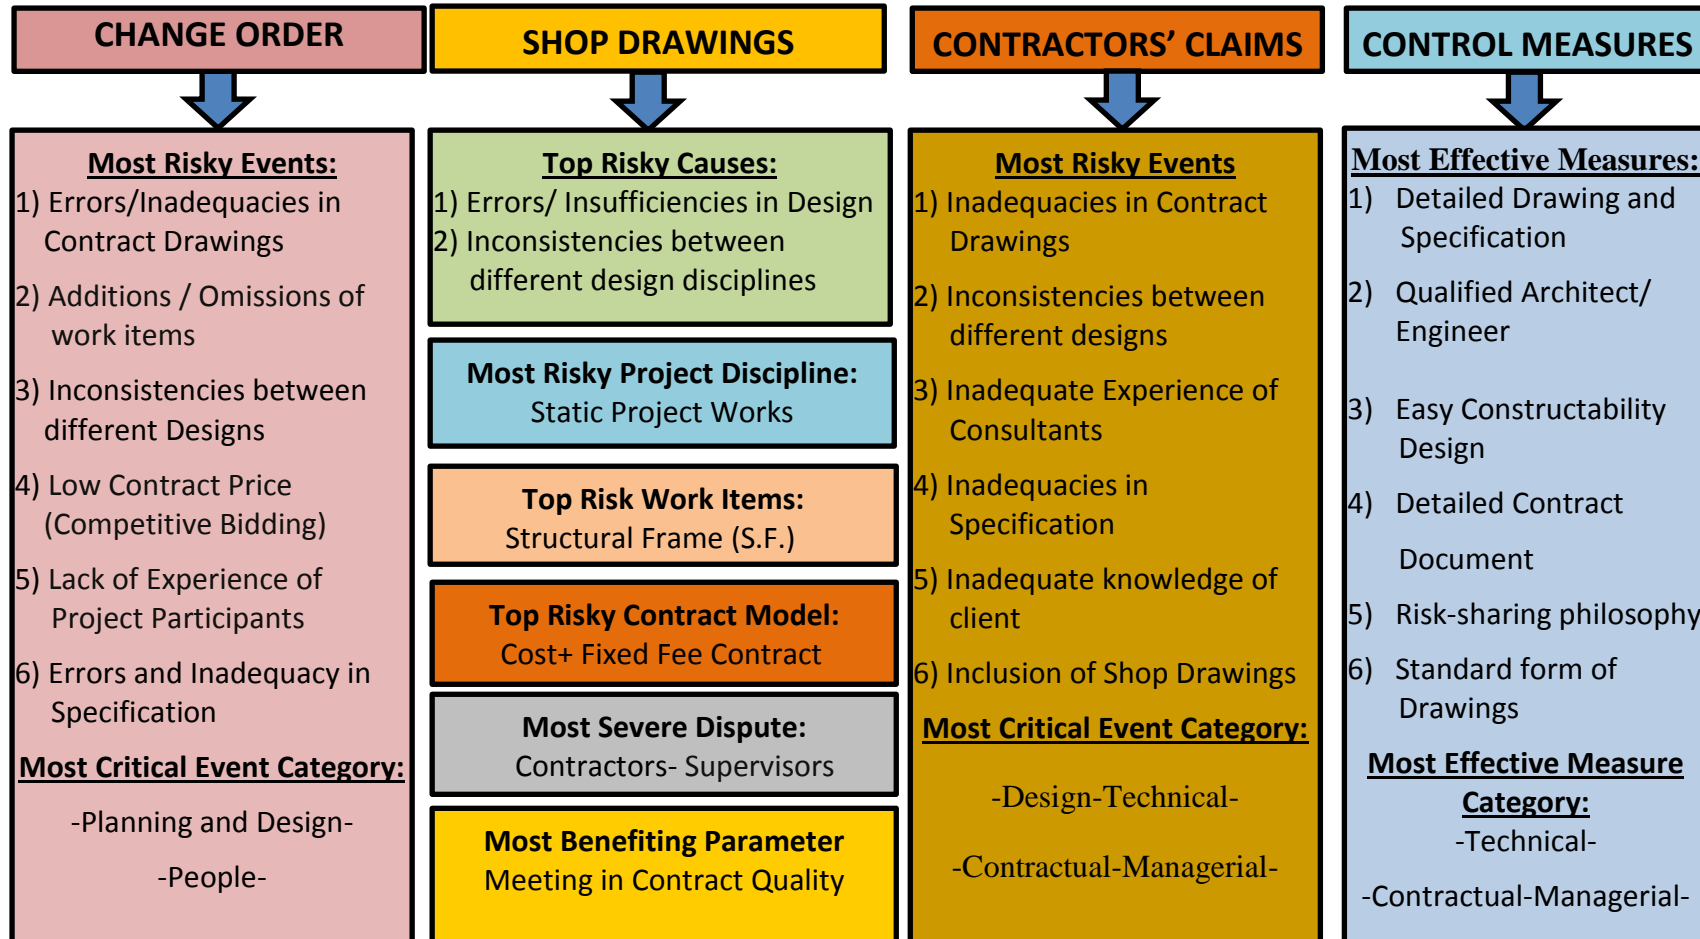 CHANGE ORDER
Most Risky Events:
1) Errors/Inadequacies in
Contract Drawings
2) Additions / Omissions of
work items
3) Inconsistencies between
different Designs
4) Low Contract Price
(Competitive Bidding)
5) Lack of Experience of
Project Participants
6) Errors and Inadequacy in
Specification
Most Critical Event Category:
-Planning and Design-
-People-
SHOP DRAWINGS
Top Risky Causes:
1) Errors/ Insufficiencies in Design
2) Inconsistencies between
different design disciplines
Most Risky Project Discipline:
Static Project Works
Top Risk Work Items:
Structural Frame (S.F.)
Top Risky Contract Model:
Cost+ Fixed Fee Contract
Most Severe Dispute:
Contractors- Supervisors
Most Benefiting Parameter
Meeting in Contract Quality
CONTRACTORS’ CLAIMS
Most Risky Events
1) Inadequacies in Contract
Drawings
2) Inconsistencies between
different designs
3) Inadequate Experience of
Consultants
4) Inadequacies in
Specification
5) Inadequate knowledge of
client
6) Inclusion of Shop Drawings
Most Critical Event Category:
-Design-Technical-
-Contractual-Managerial-
CONTROL MEASURES
Most Effective Measures:
1) Detailed Drawing and
Specification
2) Qualified Architect/
Engineer
3) Easy Constructability
Design
4) Detailed Contract
Document
5) Risk-sharing philosophy
6) Standard form of
Drawings
Most Effective Measure
Category:
-Technical-
-Contractual-Managerial-